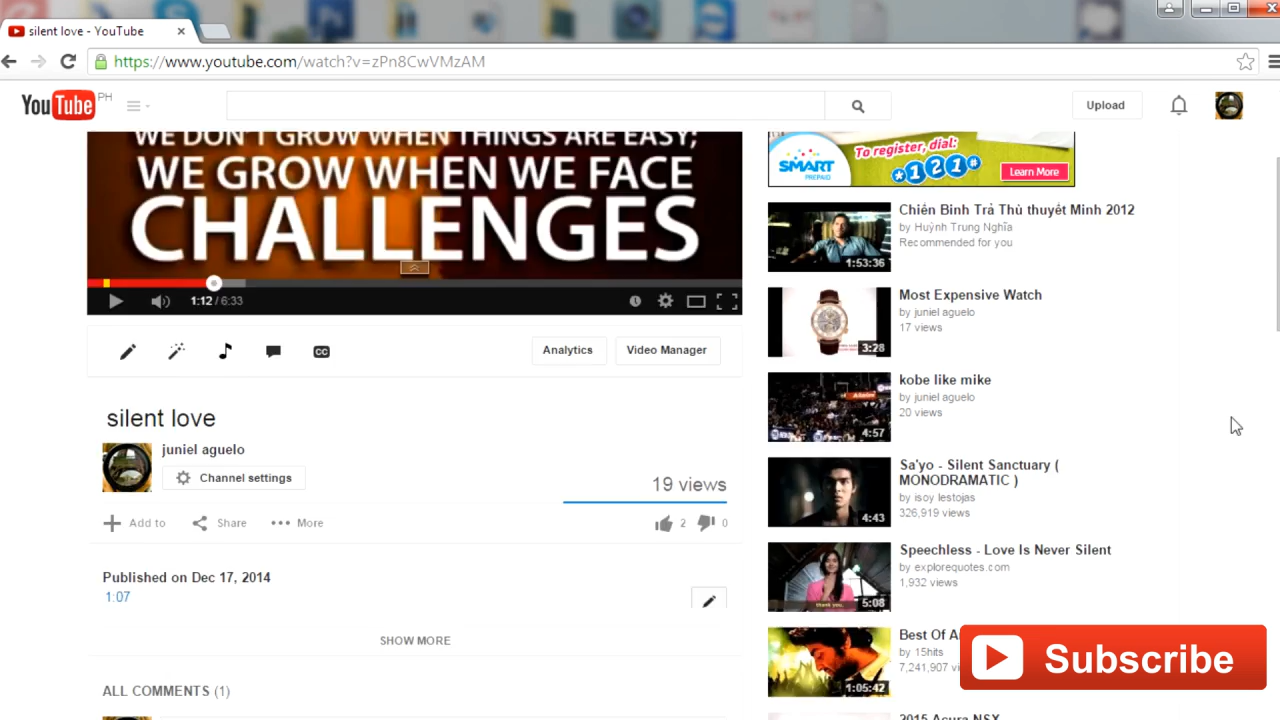 silent love - YouTube
https://www.youtube.com/watch?v=zPn8CwVMzAM
YouTube PH
Upload
WE DON'T GROW WHEN THINGS ARE EASY;
WE GROW WHEN WE FACE
CHALLENGES
1:12 / 6:33
CC
Analytics
Video Manager
silent love
juniel aguelo
Channel settings
19 views
Add to
Share
More
2
0
Published on Dec 17, 2014
1:07
SHOW MORE
ALL COMMENTS (1)
SMART
PREPAID
To register, dial:
*121#
Learn More
1:53:36
Chiến Binh Trả Thù thuyết Minh 2012
by Huỳnh Trung Nghĩa
Recommended for you
3:28
Most Expensive Watch
by juniel aguelo
17 views
4:57
kobe like mike
by juniel aguelo
20 views
4:43
Sa'yo - Silent Sanctuary (
MONODRAMATIC )
by isoy lestojas
326,919 views
thank you.
5:08
Speechless - Love Is Never Silent
by explorequotes.com
1,932 views
1:05:42
Best Of
by 15hits
7,241,907
2015 Acura NSX
Subscribe